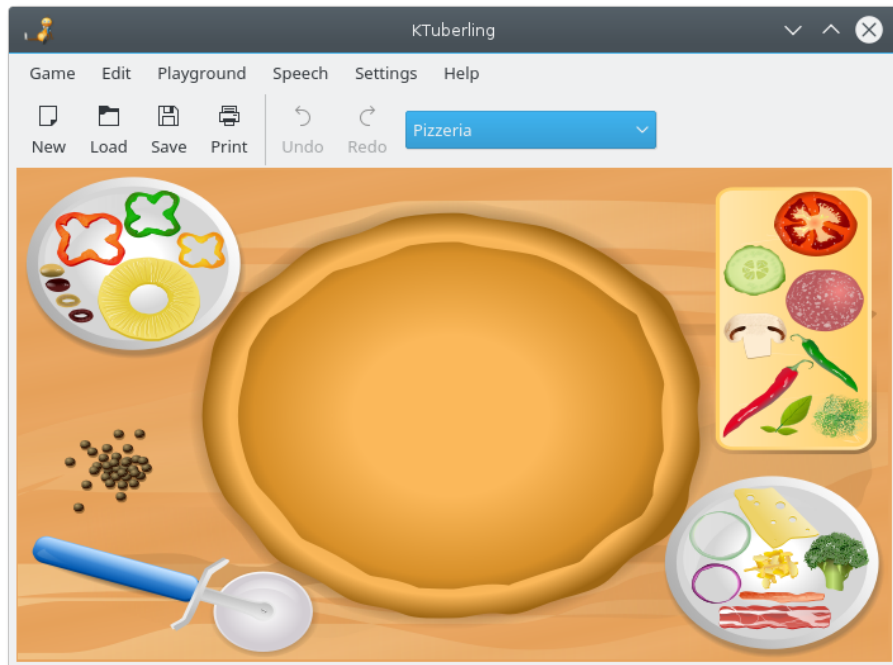 KTuberling
Game Edit Playground Speech Settings Help
New Load Save Print Undo Redo Pizzeria